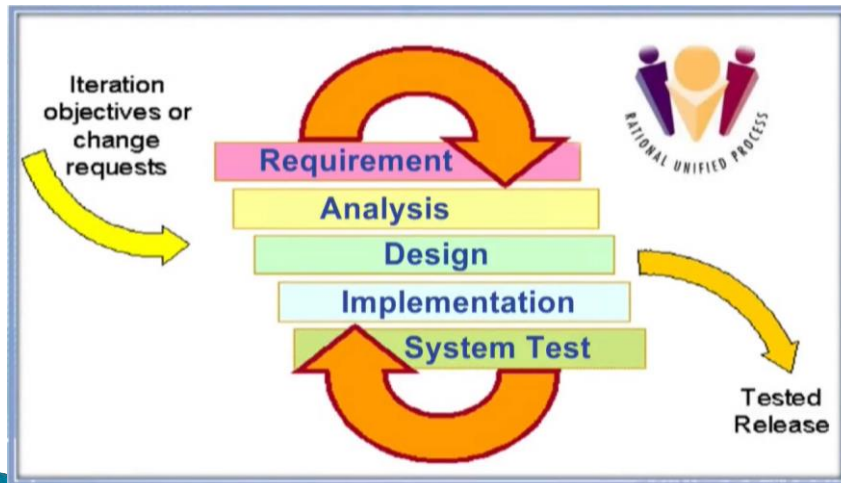 Iteration
objectives or
change
requests
RATIONAL UNIFIED PROCESS
Requirement
Analysis
Design
Implementation
System Test
Tested
Release